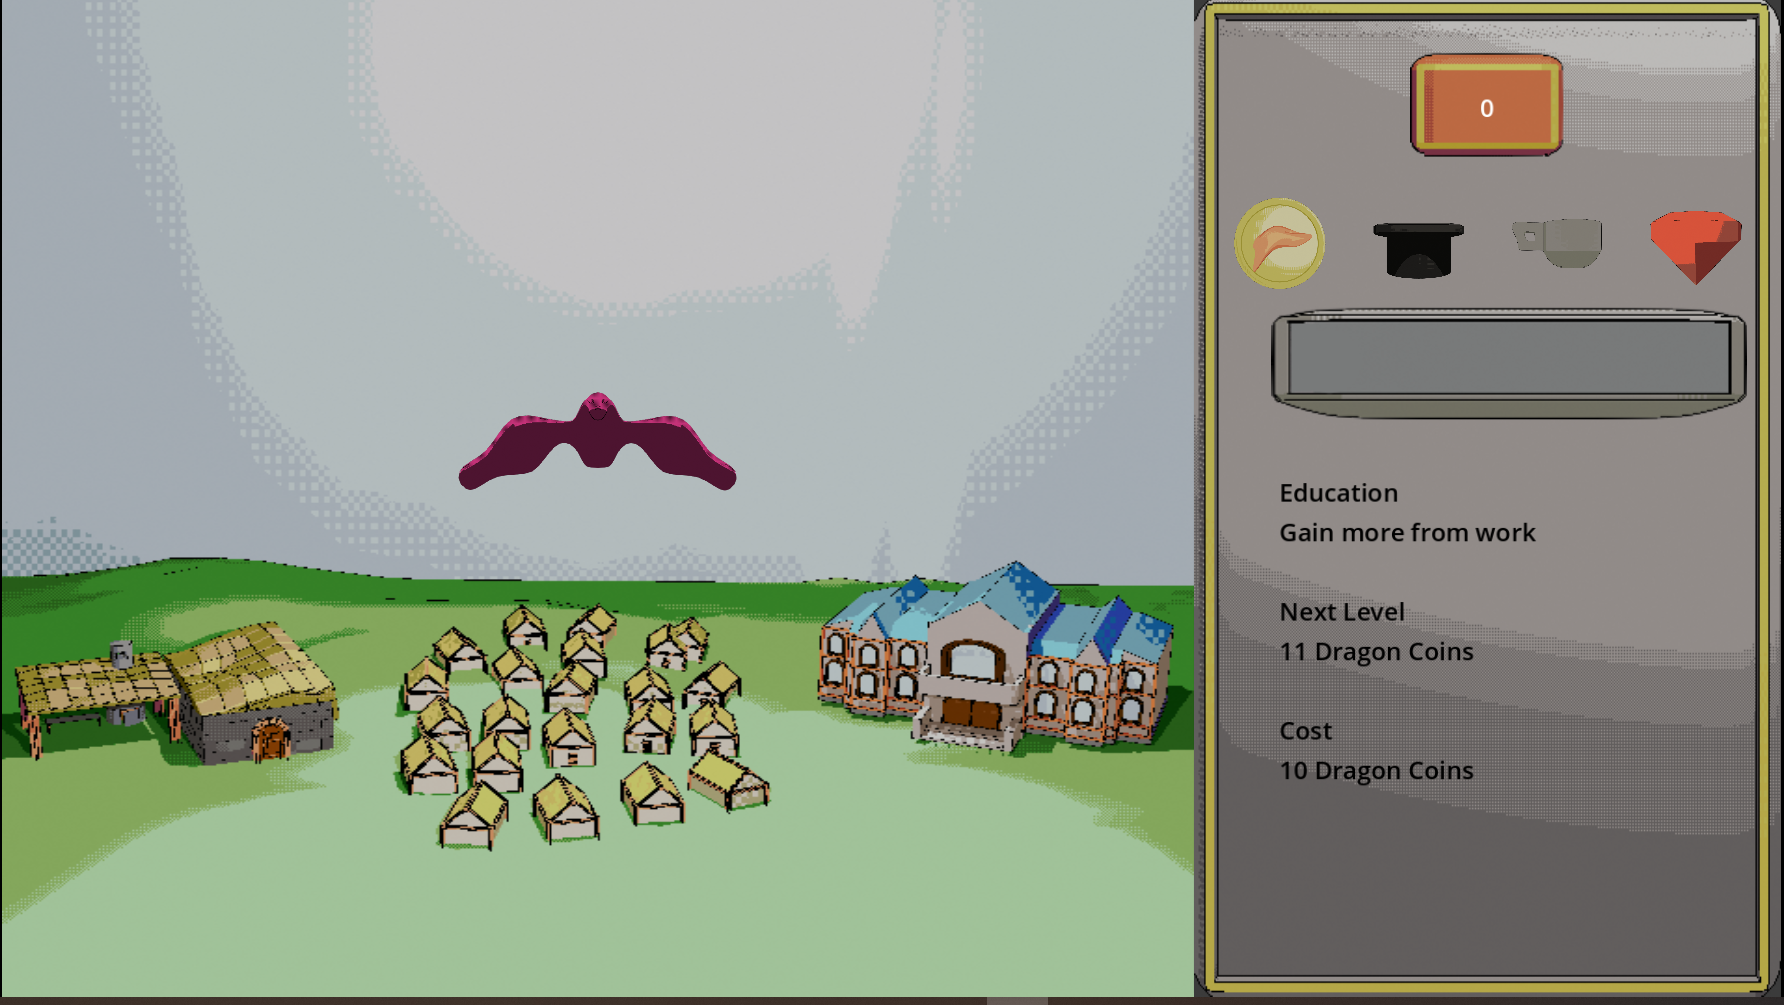 0
Education
Gain more from work
Next Level
11 Dragon Coins
Cost
10 Dragon Coins